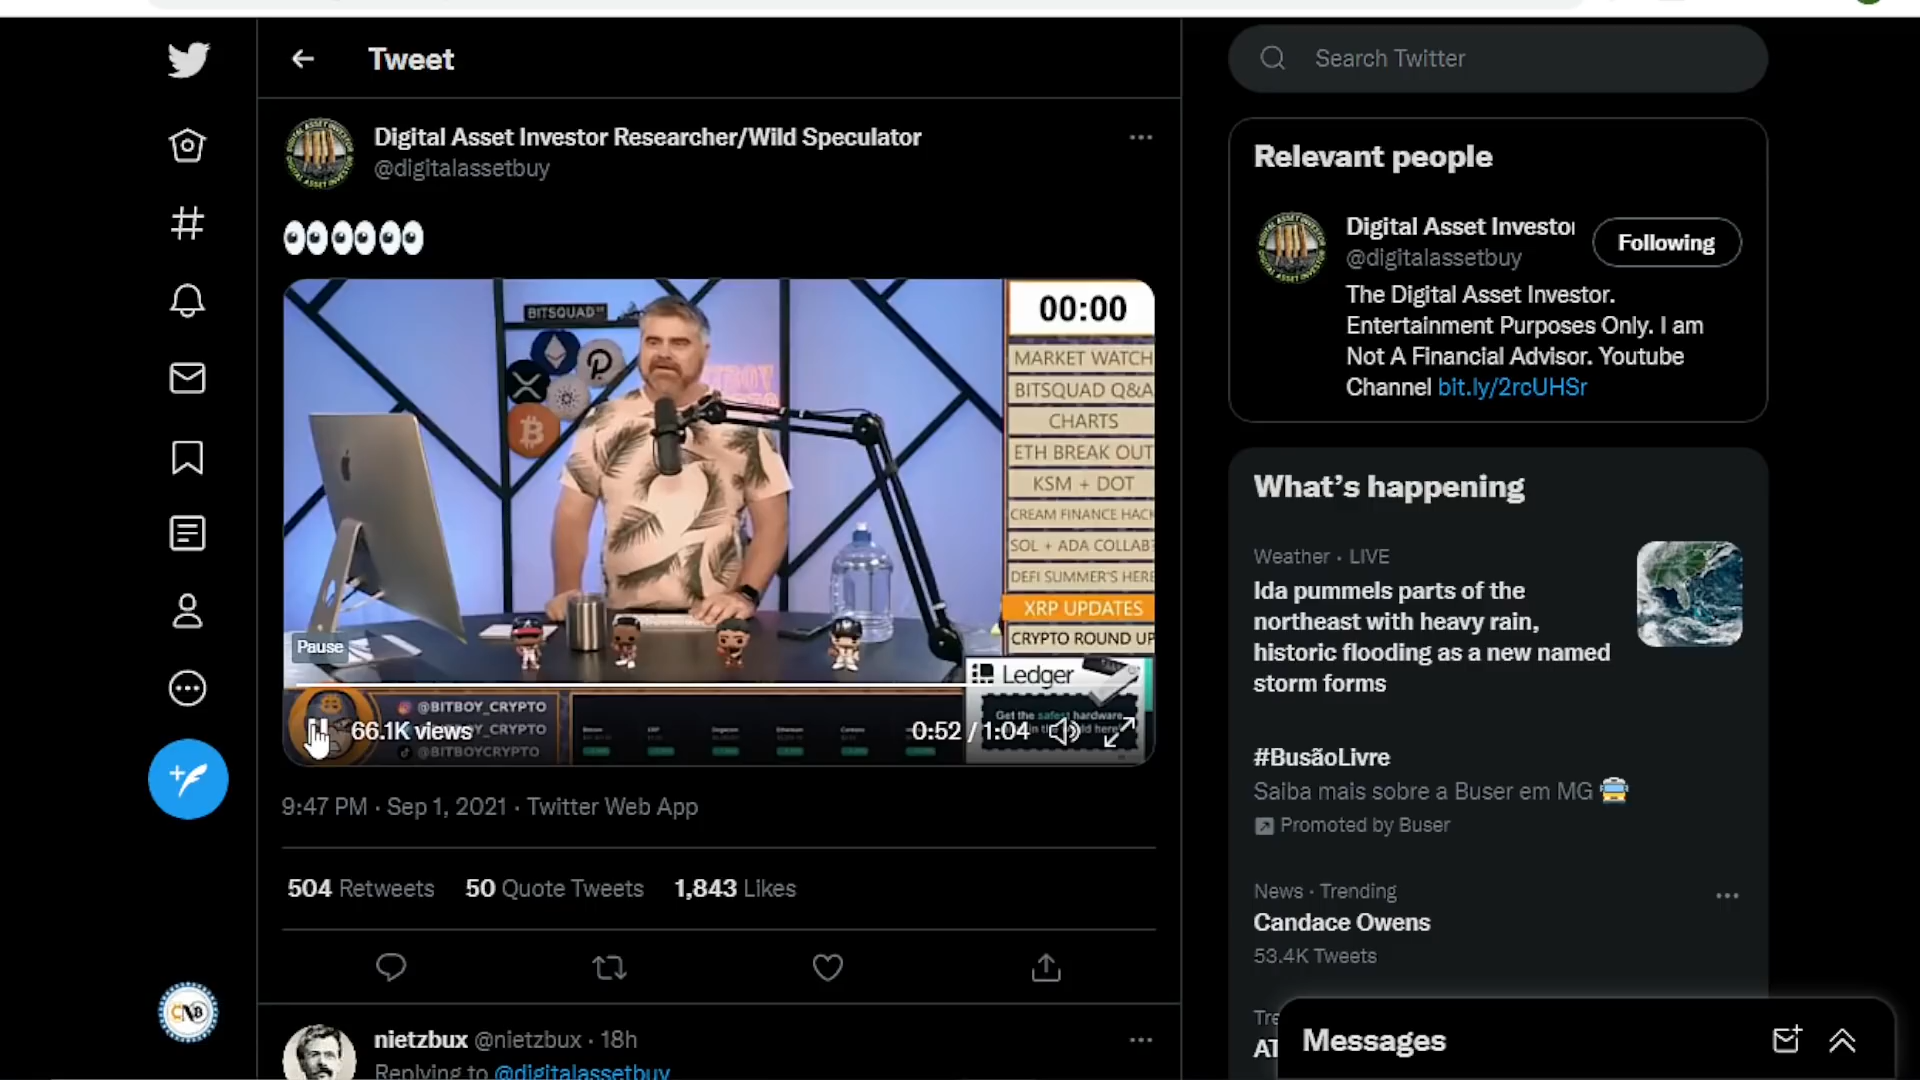 Tweet
Search Twitter
Digital Asset Investor Researcher/Wild Speculator
@digitalassetbuy
BITSQUAD
00:00
MARKET WATCH
BITSQUAD Q&A
CHARTS
ETH BREAK OUT
KSM + DOT
CREAM FINANCE HACK
SOL + ADA COLLAB?
DEFI SUMMER'S HERE
XRP UPDATES
CRYPTO ROUND UP
Pause
Ledger
Get the safest hardware
@BITBOY_CRYPTO
66.1K views
@BITBOYCRYPTO
0:52 / 1:04
9:47 PM · Sep 1, 2021 · Twitter Web App
504 Retweets 50 Quote Tweets 1,843 Likes
nietzbux @nietzbux · 18h
Replying to @digitalassetbuy
Relevant people
Digital Asset Investor
@digitalassetbuy
Following
The Digital Asset Investor.
Entertainment Purposes Only. I am
Not A Financial Advisor. Youtube
Channel bit.ly/2rcUHSr
What's happening
Weather · LIVE
Ida pummels parts of the
northeast with heavy rain,
historic flooding as a new named
storm forms
#BusãoLivre
Saiba mais sobre a Buser em MG
Promoted by Buser
News · Trending
Candace Owens
53.4K Tweets
Tre
AT
Messages